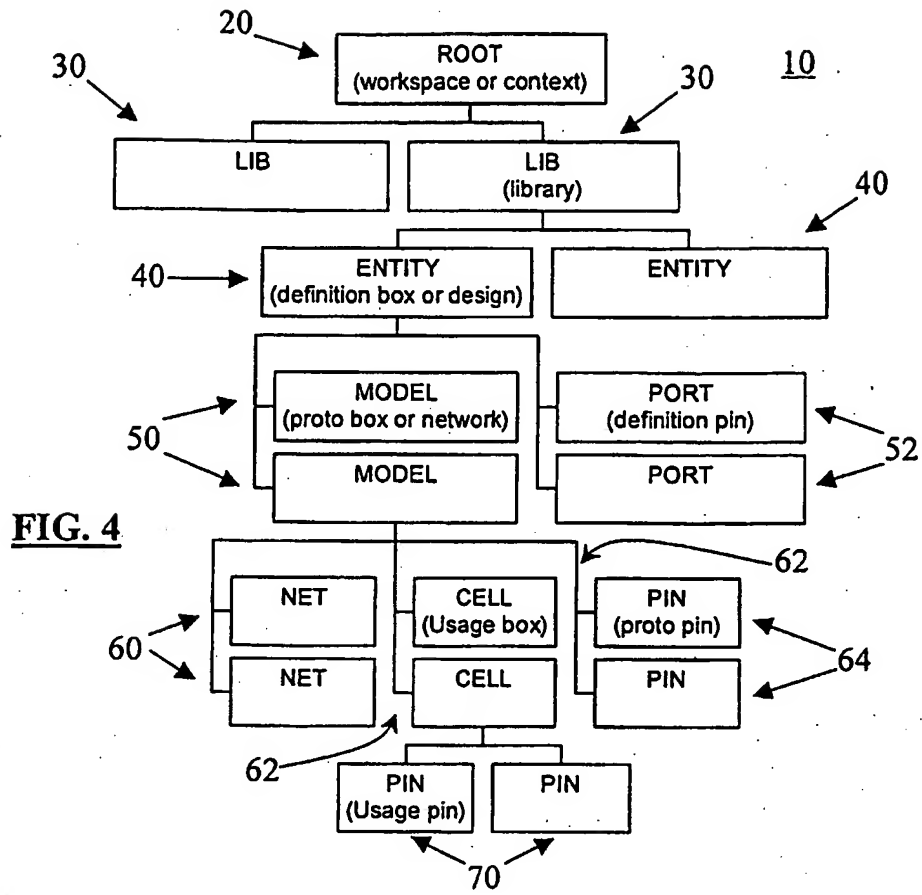 20
ROOT
(workspace or context)
10
30
30
LIB
LIB
(library)
40
40
ENTITY
(definition box or design)
ENTITY
50
MODEL
(proto box or network)
PORT
(definition pin)
52
MODEL
PORT
FIG. 4
62
60
NET
CELL
(Usage box)
PIN
(proto pin)
64
NET
CELL
PIN
62
PIN
(Usage pin)
PIN
70